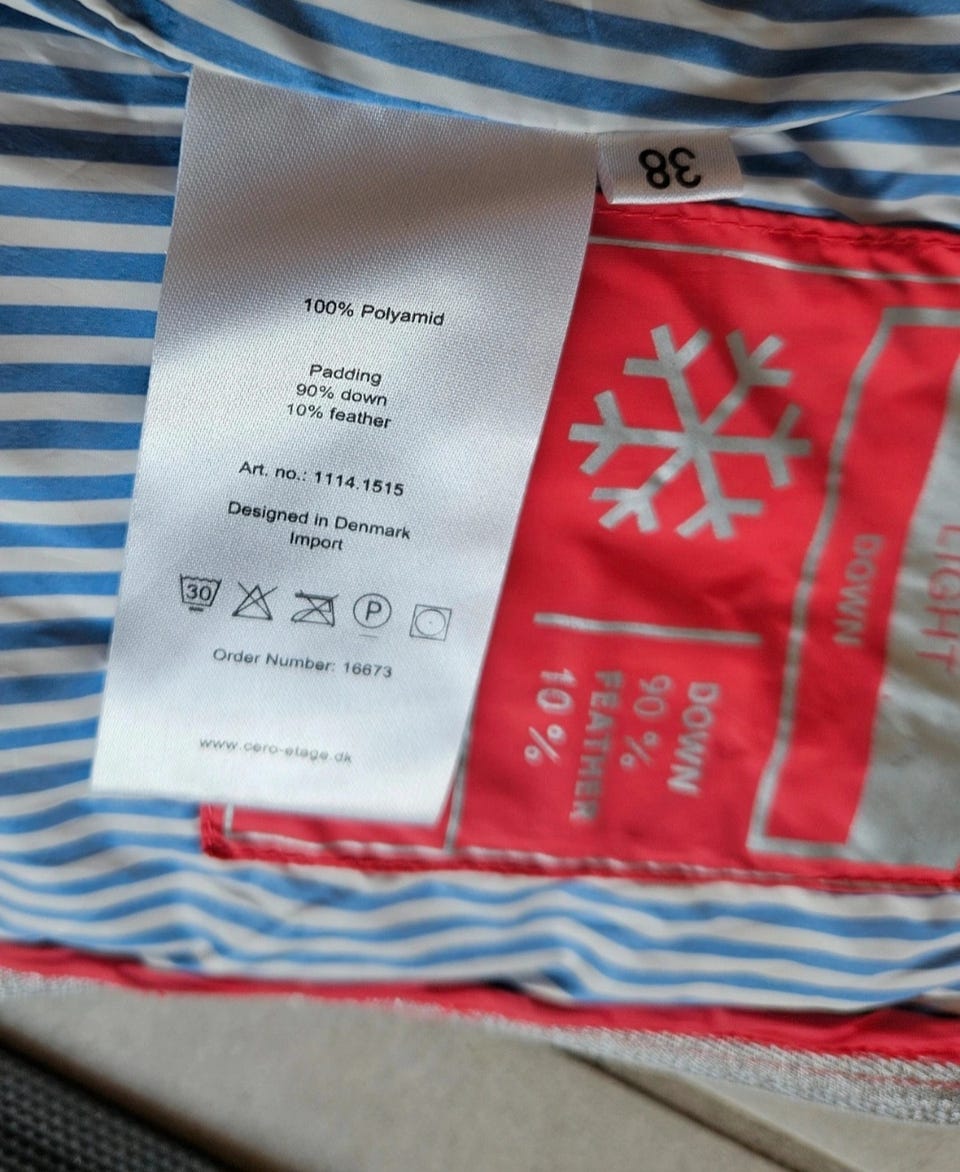 38
100% Polyamid
Padding
90% down
10% feather
Art. no.: 1114.1515
Designed in Denmark
Import
30
P
Order Number: 16673
www.cero-etage.dk
LIGHT
DOWN
DOWN
90 %
FEATHER
10 %